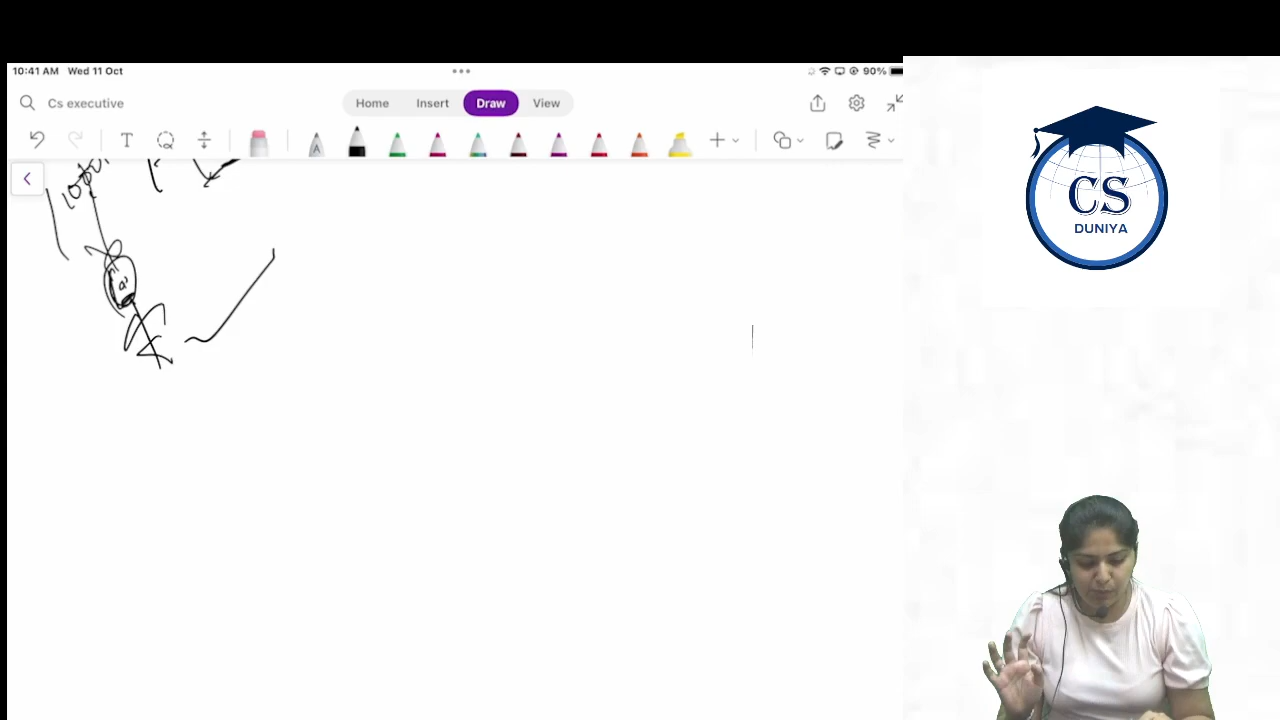 10:41 AM Wed 11 Oct
90%
Cs executive
Home Insert Draw View
T
A
CS
DUNIYA